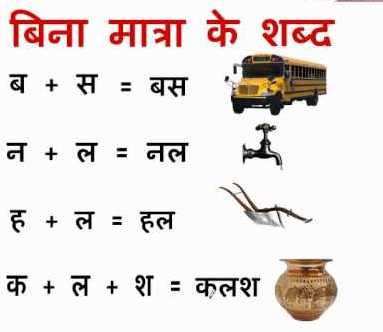 बिना मात्रा के शब्द
ब + स = बस
न + ल = नल
ह + ल = हल
क + ल + श = कलश